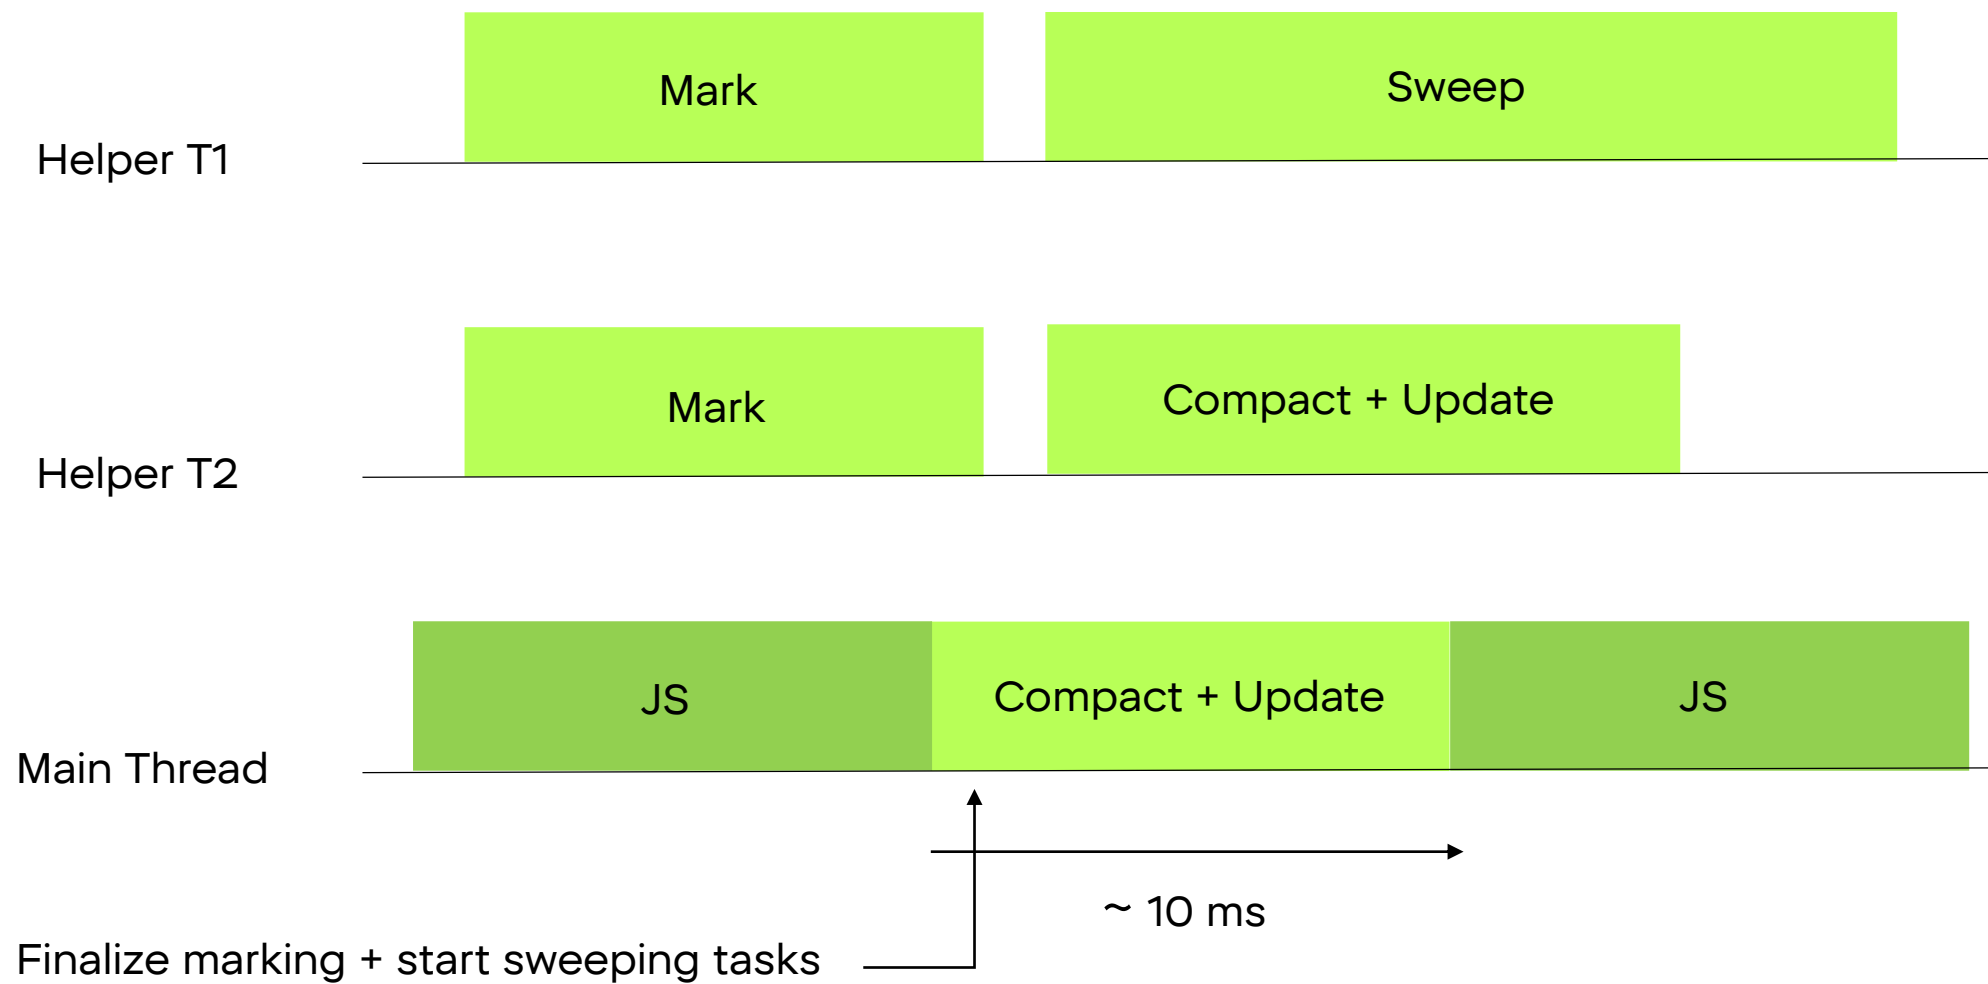 Mark
Sweep
Helper T1
Mark
Compact + Update
Helper T2
JS
Compact + Update
JS
Main Thread
~ 10 ms
Finalize marking + start sweeping tasks